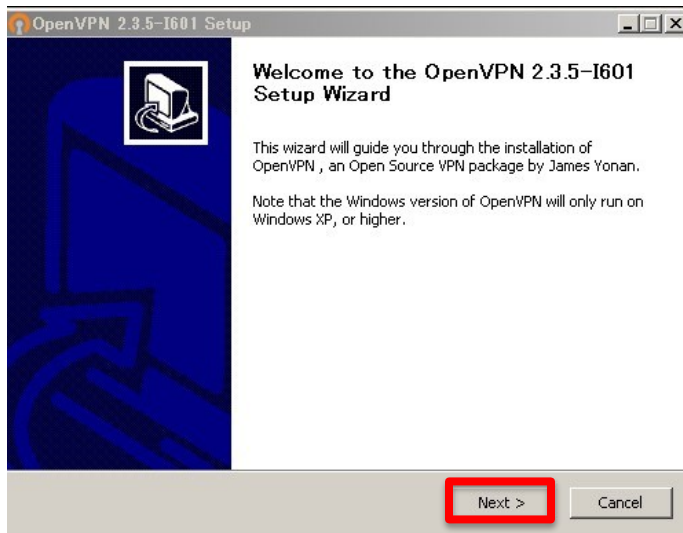 OpenVPN 2.3.5-I601 Setup
Welcome to the OpenVPN 2.3.5-I601
Setup Wizard
This wizard will guide you through the installation of
OpenVPN , an Open Source VPN package by James Yonan.
Note that the Windows version of OpenVPN will only run on
Windows XP, or higher.
Next >
Cancel